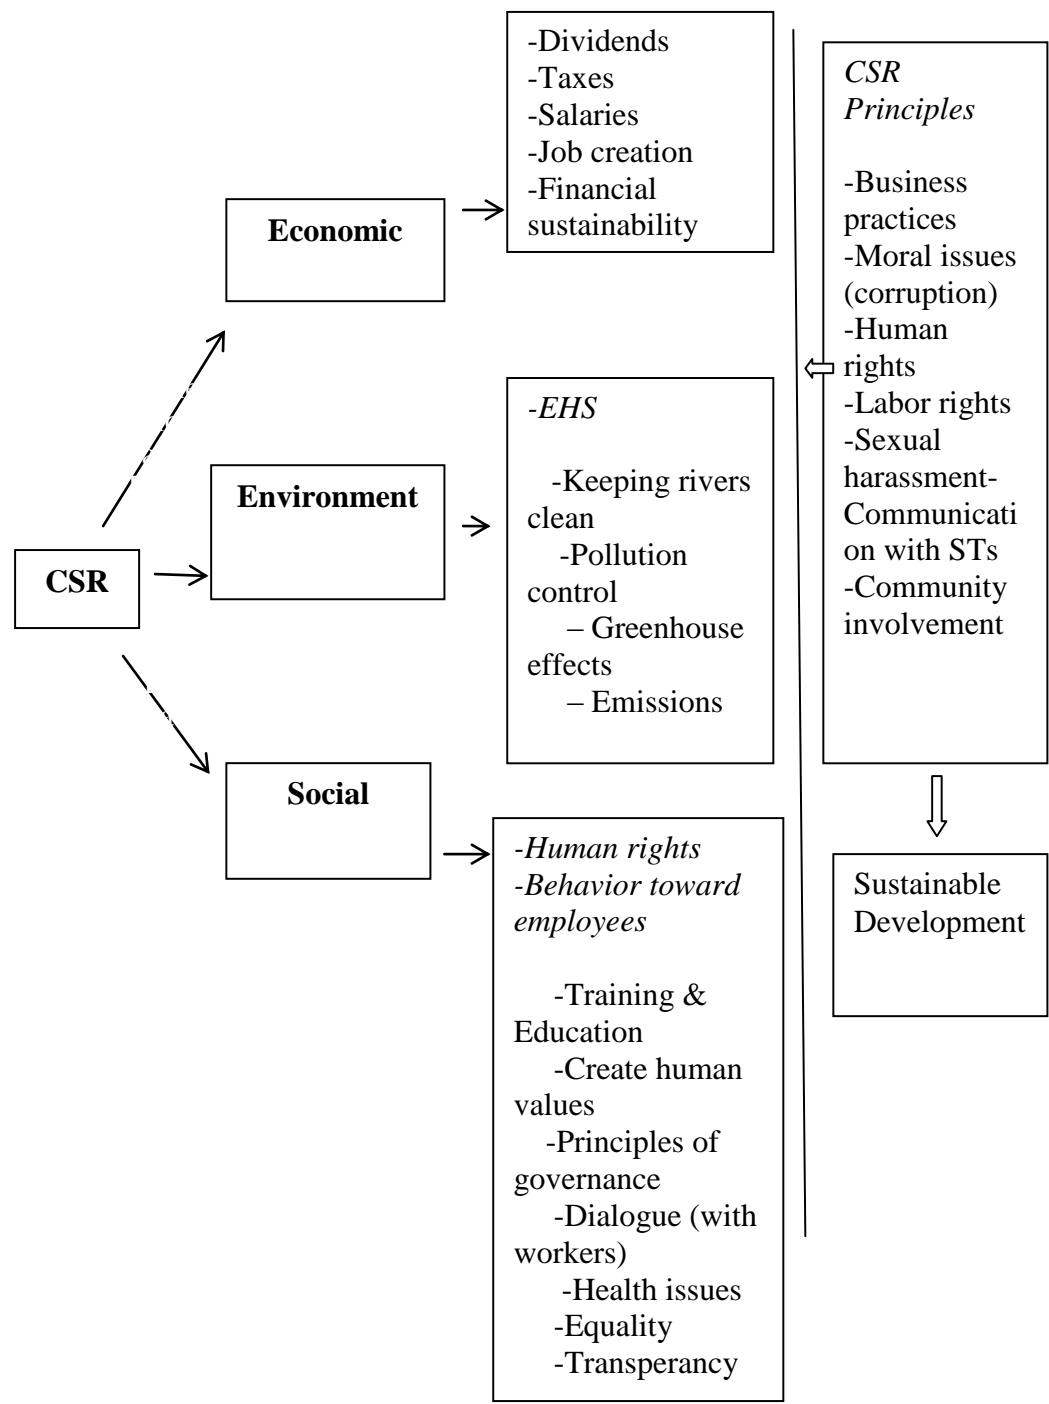 CSR
Economic
-Dividends
-Taxes
-Salaries
-Job creation
-Financial
sustainability
Environment
-EHS
-Keeping rivers
clean
-Pollution
control
– Greenhouse
effects
– Emissions
Social
-Human rights
-Behavior toward
employees
-Training &
Education
-Create human
values
-Principles of
governance
-Dialogue (with
workers)
-Health issues
-Equality
-Transperancy
CSR
Principles
-Business
practices
-Moral issues
(corruption)
-Human
rights
-Labor rights
-Sexual
harassment-
Communicati
on with STs
-Community
involvement
Sustainable
Development